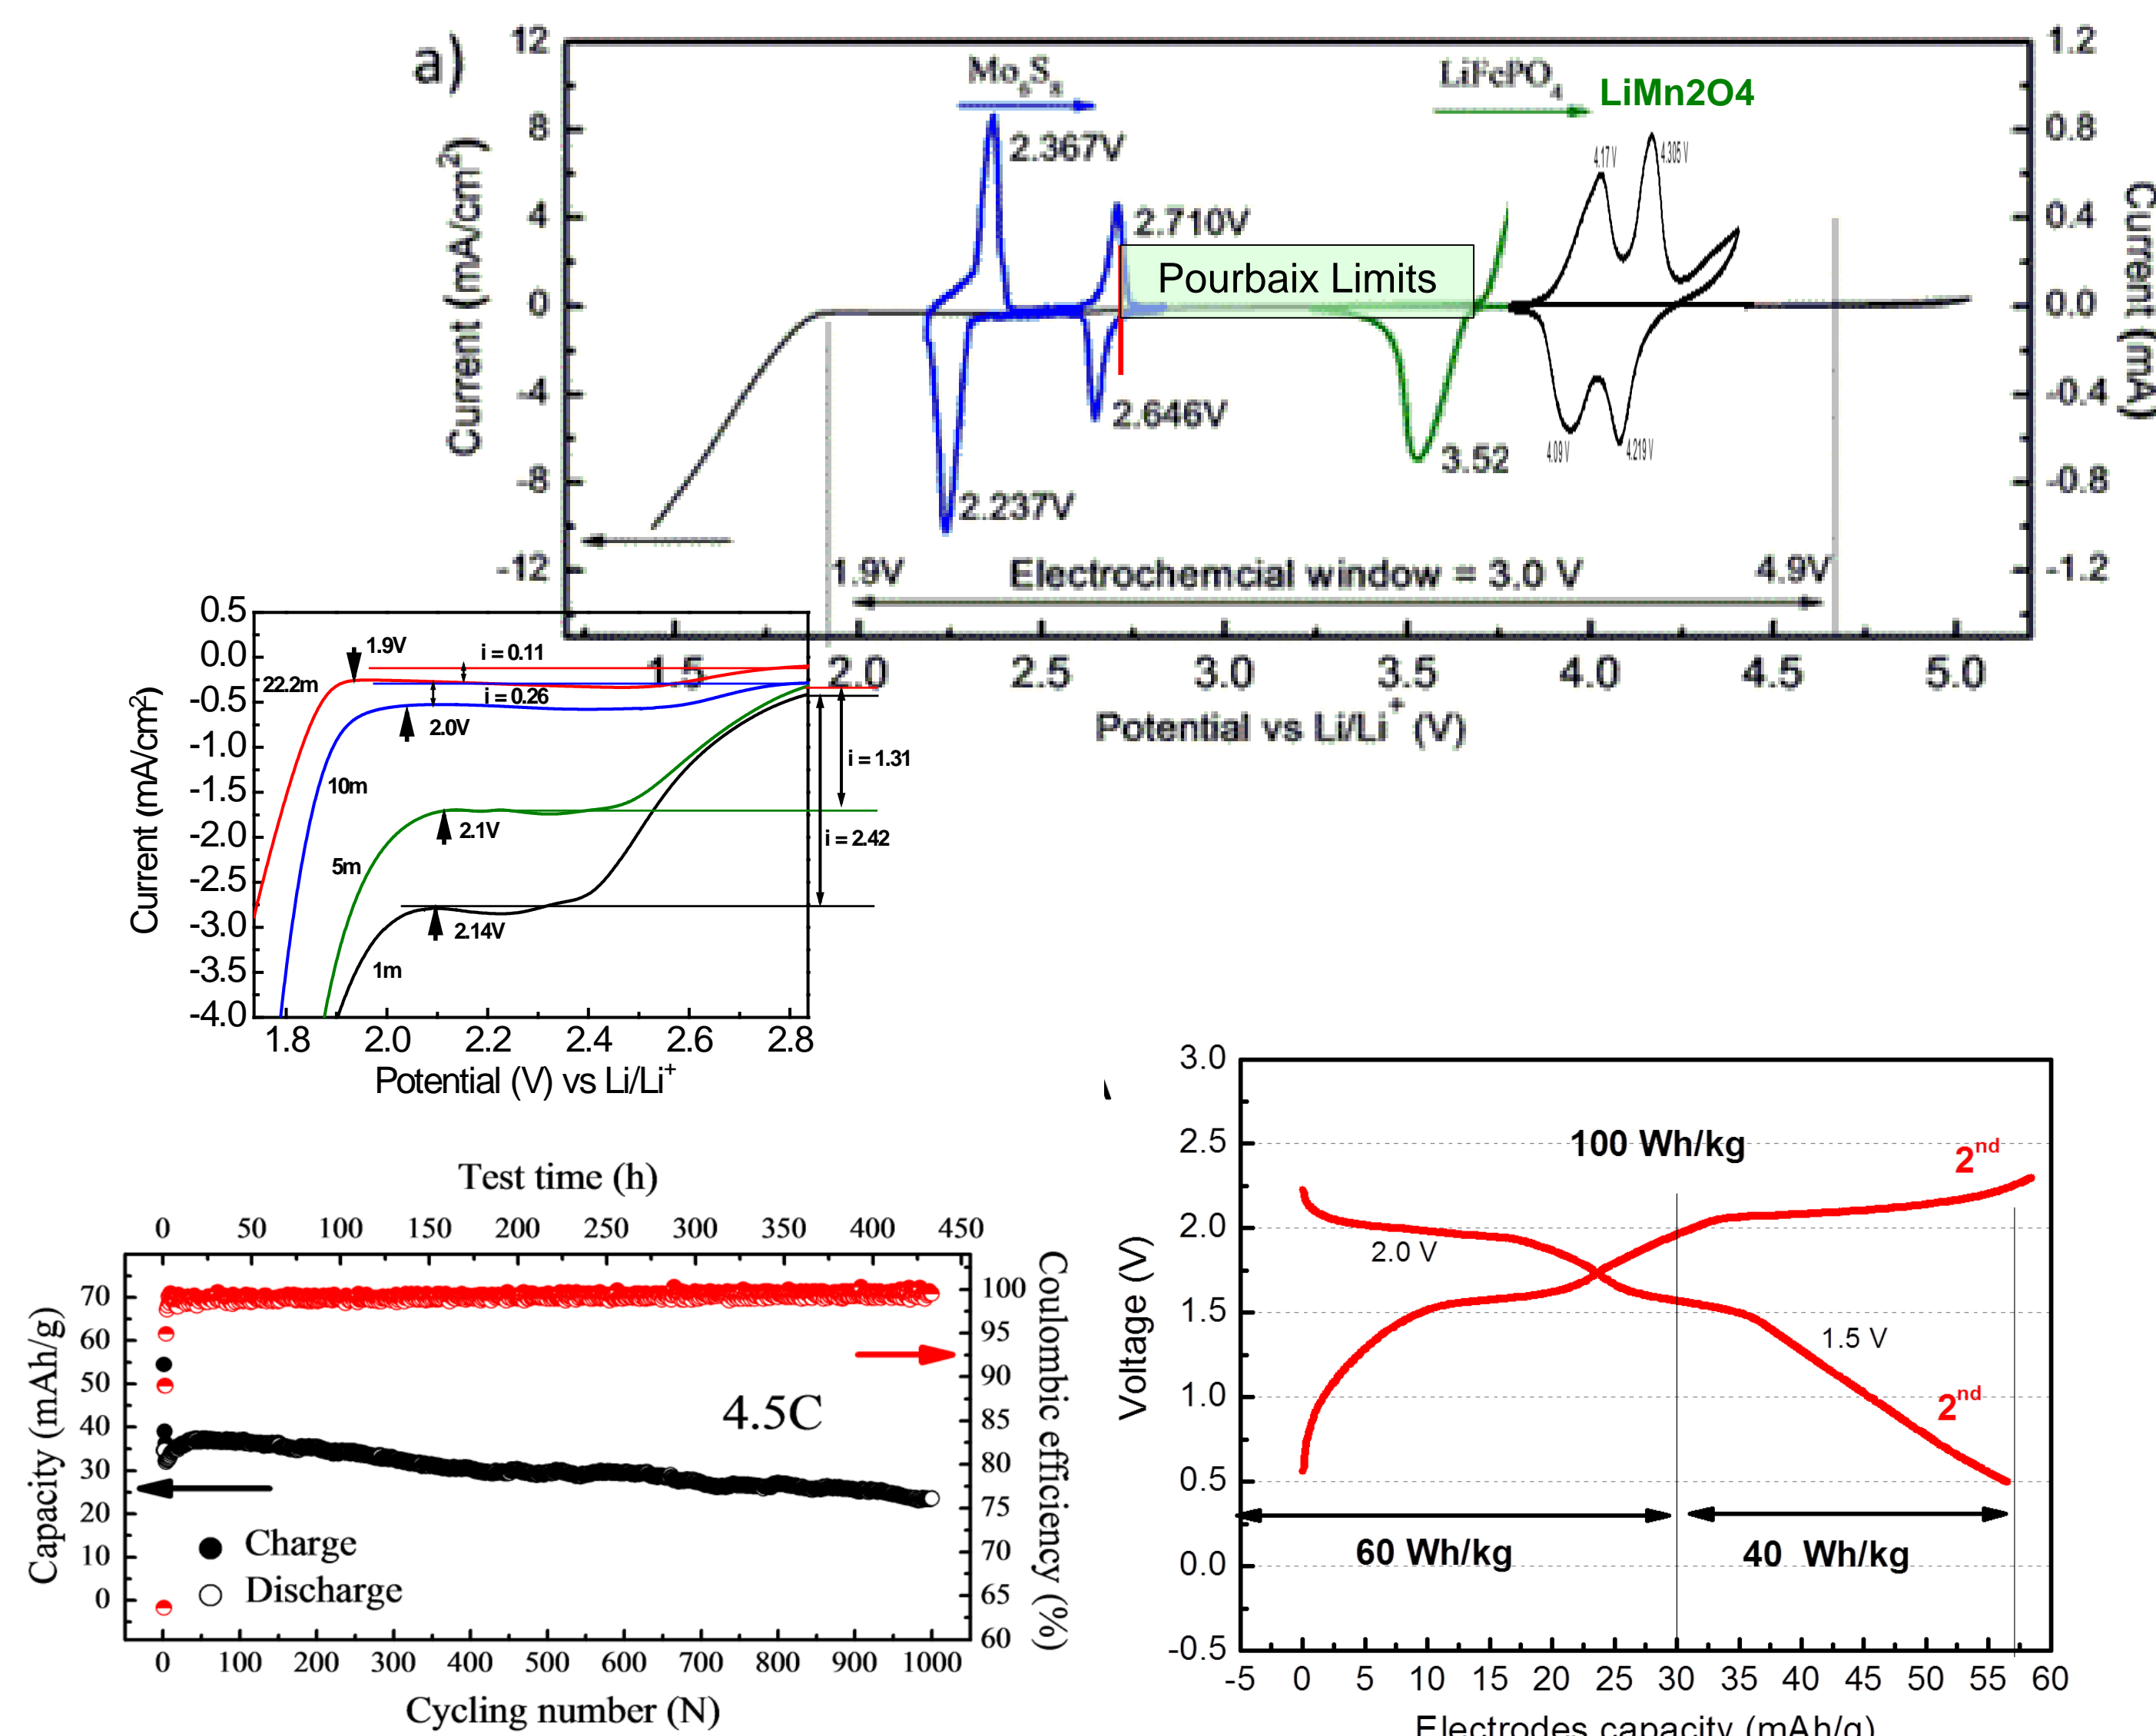 a)
12
8
4
0
-4
-8
-12
Current (mA/cm²)
Mo₆S₈
LiFePO₄
LiMn2O4
2.367V
2.710V
Pourbaix Limits
2.646V
2.237V
3.52
4.17 V
4.305 V
4.09 V
4.219 V
1.9V
Electrochemcial window = 3.0 V
4.9V
1.2
0.8
0.4
0.0
-0.4
-0.8
-1.2
Current (mA)
1.5 2.0 2.5 3.0 3.5 4.0 4.5 5.0
Potential vs Li/Li⁺ (V)
0.5
0.0
-0.5
-1.0
-1.5
-2.0
-2.5
-3.0
-3.5
-4.0
Current (mA/cm²)
1.9V
i = 0.11
22.2m
i = 0.26
2.0V
10m
i = 1.31
2.1V
i = 2.42
5m
2.14V
1m
1.8 2.0 2.2 2.4 2.6 2.8
Potential (V) vs Li/Li⁺
Test time (h)
0 50 100 150 200 250 300 350 400 450
70
60
50
40
30
20
10
0
Capacity (mAh/g)
4.5C
Charge
Discharge
100
95
90
85
80
75
70
65
60
Coulombic efficiency (%)
0 100 200 300 400 500 600 700 800 900 1000
Cycling number (N)
3.0
2.5
2.0
1.5
1.0
0.5
0.0
-0.5
Voltage (V)
100 Wh/kg
2nd
2.0 V
1.5 V
2nd
60 Wh/kg
40 Wh/kg
-5 0 5 10 15 20 25 30 35 40 45 50 55 60
Electrodes capacity (mAh/g)